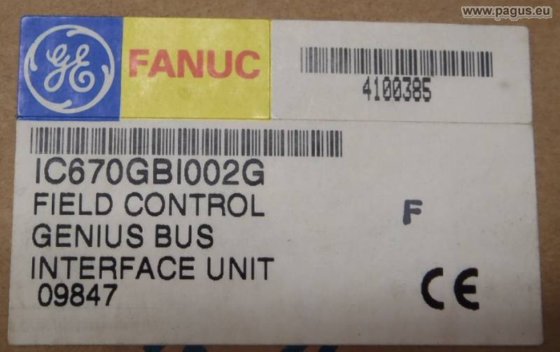 www.pagus.eu
GE FANUC
4100385
IC670GBI002G
FIELD CONTROL
F
GENIUS BUS
INTERFACE UNIT
09847
CE